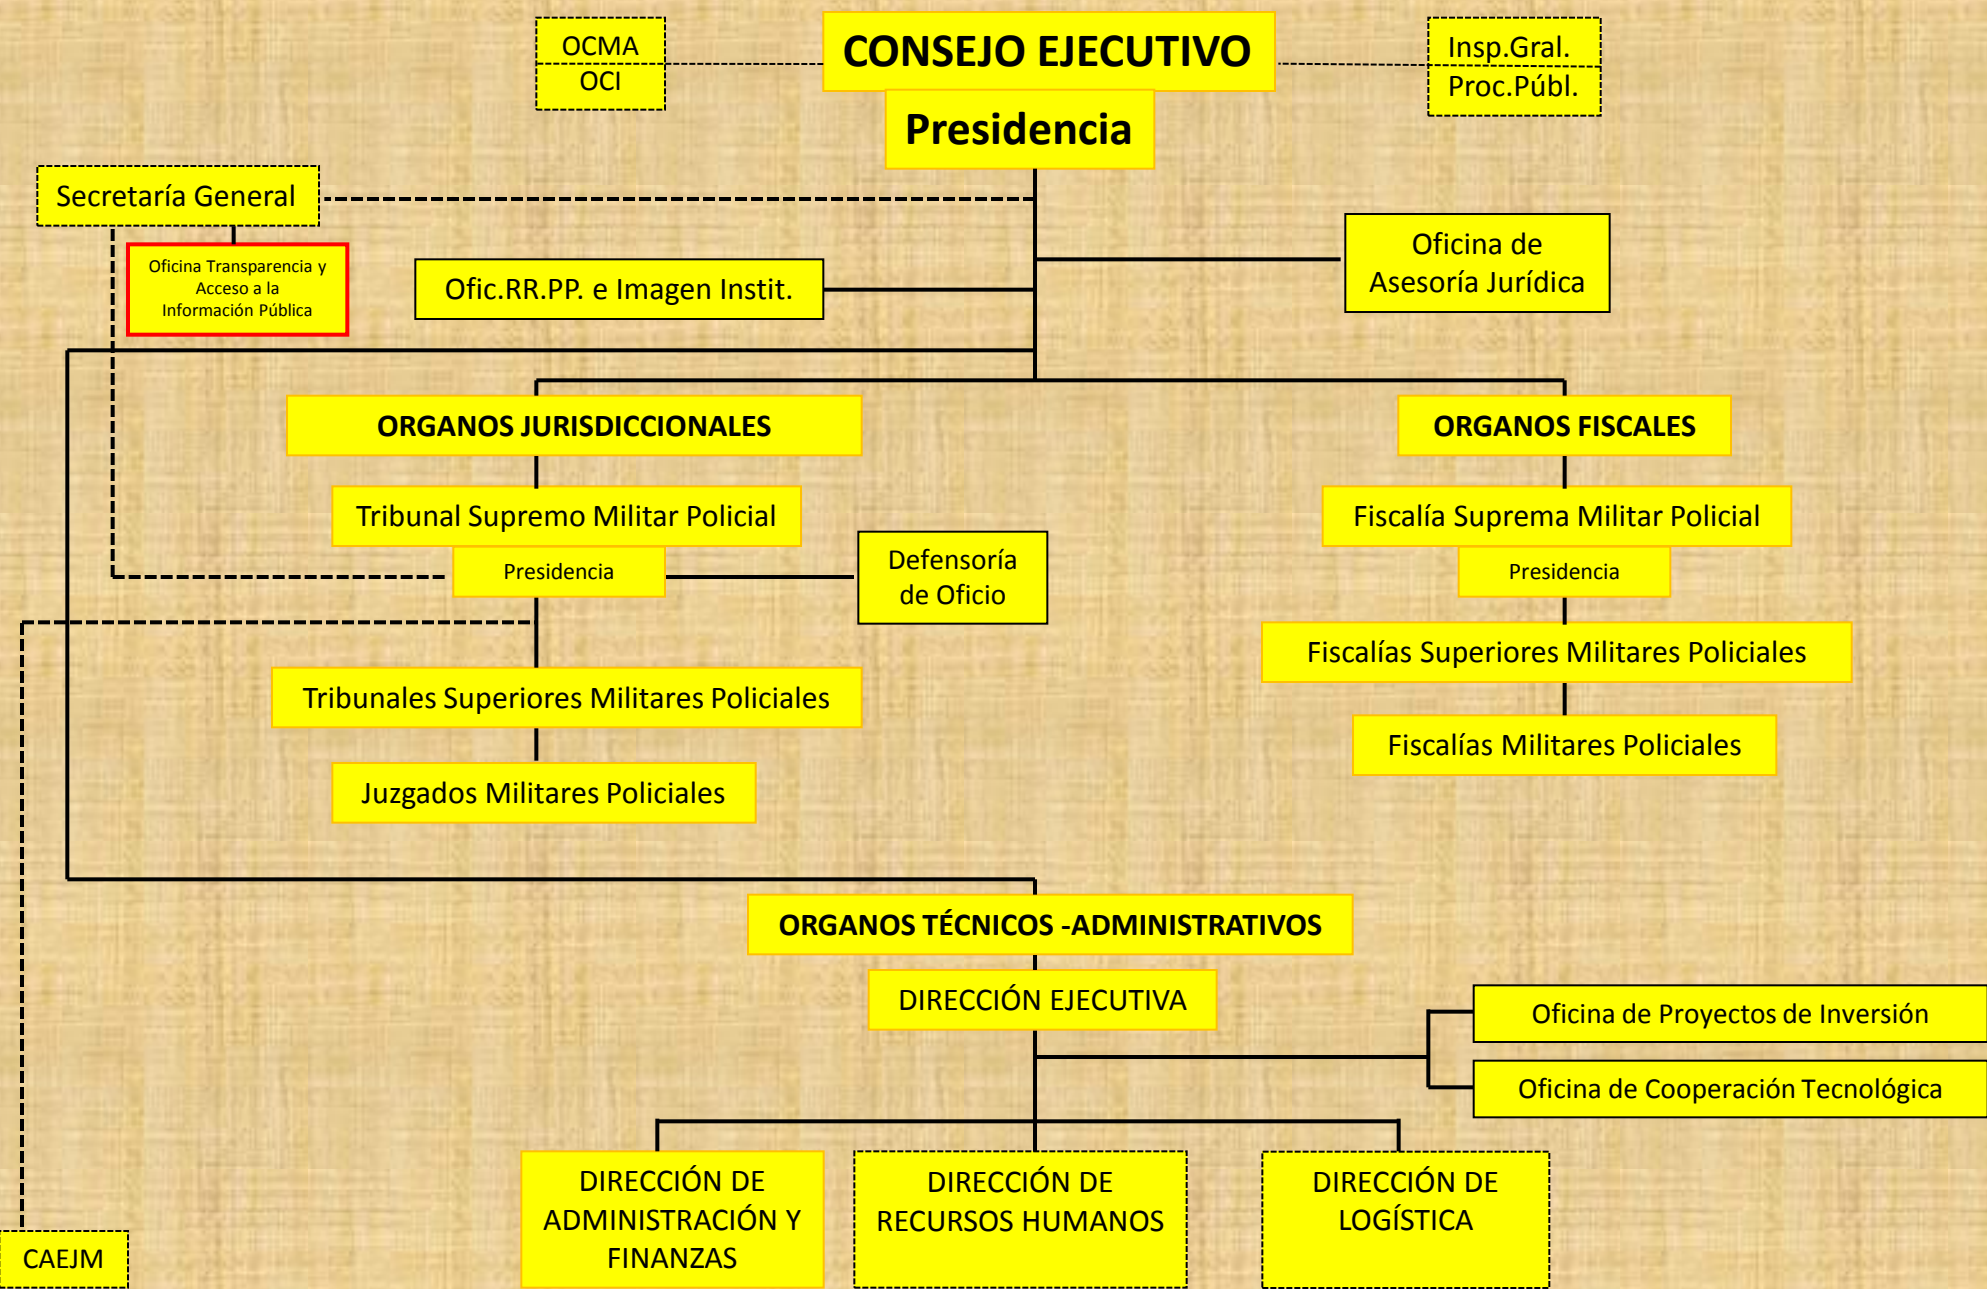 OCMA
OCI
CONSEJO EJECUTIVO
Insp.Gral.
Proc.Públ.
Presidencia
Secretaría General
Oficina Transparencia y
Acceso a la
Información Pública
Ofic.RR.PP. e Imagen Instit.
Oficina de
Asesoría Jurídica
ORGANOS JURISDICCIONALES
ORGANOS FISCALES
Tribunal Supremo Militar Policial
Presidencia
Defensoría
de Oficio
Fiscalía Suprema Militar Policial
Presidencia
Tribunales Superiores Militares Policiales
Fiscalías Superiores Militares Policiales
Juzgados Militares Policiales
Fiscalías Militares Policiales
ORGANOS TÉCNICOS -ADMINISTRATIVOS
DIRECCIÓN EJECUTIVA
Oficina de Proyectos de Inversión
Oficina de Cooperación Tecnológica
DIRECCIÓN DE
ADMINISTRACIÓN Y
FINANZAS
DIRECCIÓN DE
RECURSOS HUMANOS
DIRECCIÓN DE
LOGÍSTICA
CAEJM